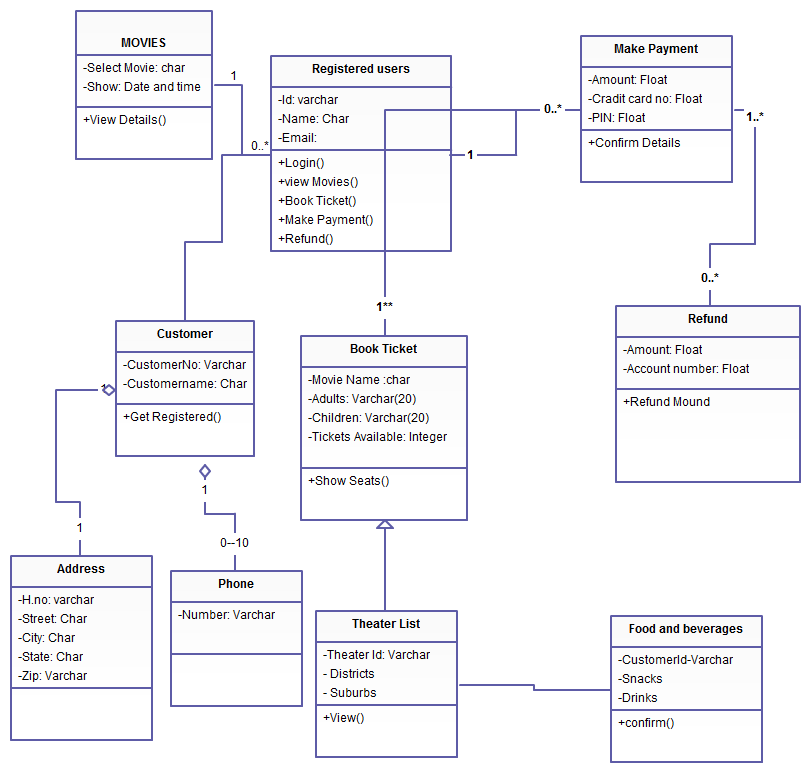 MOVIES
-Select Movie: char
-Show: Date and time
+View Details()
1
0..*
Registered users
-Id: varchar
-Name: Char
-Email:
+Login()
+view Movies()
+Book Ticket()
+Make Payment()
+Refund()
1
0..*
Make Payment
-Amount: Float
-Cradit card no: Float
-PIN: Float
+Confirm Details
1..*
0..*
1**
Customer
-CustomerNo: Varchar
-Customername: Char
+Get Registered()
1
1
1
0--10
Book Ticket
-Movie Name :char
-Adults: Varchar(20)
-Children: Varchar(20)
-Tickets Available: Integer
+Show Seats()
Refund
-Amount: Float
-Account number: Float
+Refund Mound
Address
-H.no: varchar
-Street: Char
-City: Char
-State: Char
-Zip: Varchar
Phone
-Number: Varchar
Theater List
-Theater Id: Varchar
- Districts
- Suburbs
+View()
Food and beverages
-CustomerId-Varchar
-Snacks
-Drinks
+confirm()